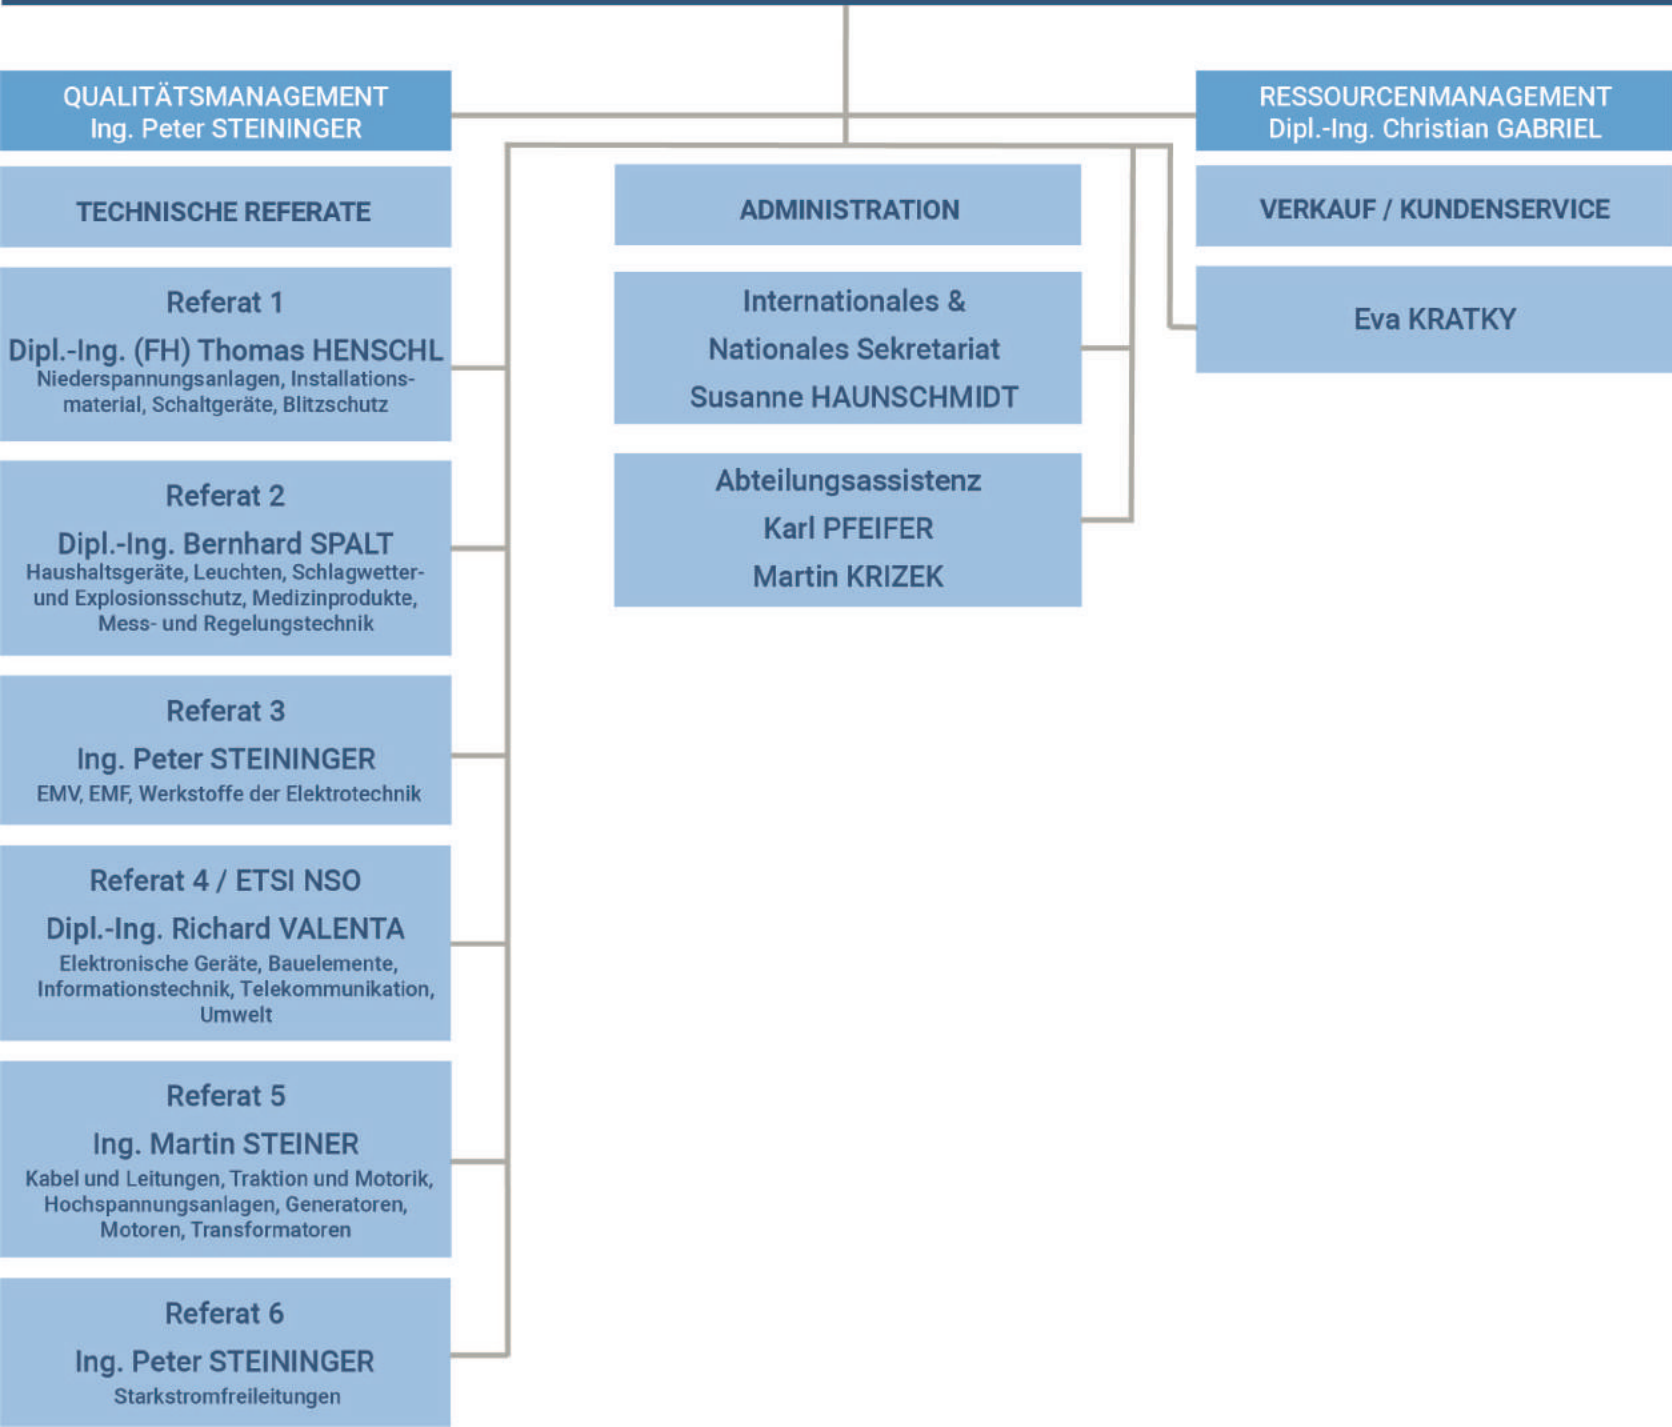 QUALITÄTSMANAGEMENT
Ing. Peter STEININGER
RESSOURCENMANAGEMENT
Dipl.-Ing. Christian GABRIEL
TECHNISCHE REFERATE
Referat 1
Dipl.-Ing. (FH) Thomas HENSCHL
Niederspannungsanlagen, Installations-
material, Schaltgeräte, Blitzschutz
Referat 2
Dipl.-Ing. Bernhard SPALT
Haushaltsgeräte, Leuchten, Schlagwetter-
und Explosionsschutz, Medizinprodukte,
Mess- und Regelungstechnik
Referat 3
Ing. Peter STEININGER
EMV, EMF, Werkstoffe der Elektrotechnik
Referat 4 / ETSI NSO
Dipl.-Ing. Richard VALENTA
Elektronische Geräte, Bauelemente,
Informationstechnik, Telekommunikation,
Umwelt
Referat 5
Ing. Martin STEINER
Kabel und Leitungen, Traktion und Motorik,
Hochspannungsanlagen, Generatoren,
Motoren, Transformatoren
Referat 6
Ing. Peter STEININGER
Starkstromfreileitungen
ADMINISTRATION
Internationales &
Nationales Sekretariat
Susanne HAUNSCHMIDT
Abteilungsassistenz
Karl PFEIFER
Martin KRIZEK
VERKAUF / KUNDENSERVICE
Eva KRATKY